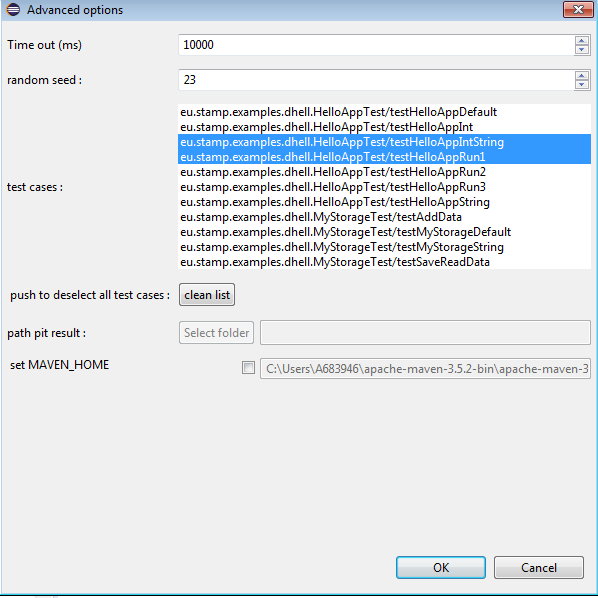 Advanced options
Time out (ms)
10000
random seed :
23
test cases :
eu.stamp.examples.dhell.HelloAppTest/testHelloAppDefault
eu.stamp.examples.dhell.HelloAppTest/testHelloAppInt
eu.stamp.examples.dhell.HelloAppTest/testHelloAppIntString
eu.stamp.examples.dhell.HelloAppTest/testHelloAppRun1
eu.stamp.examples.dhell.HelloAppTest/testHelloAppRun2
eu.stamp.examples.dhell.HelloAppTest/testHelloAppRun3
eu.stamp.examples.dhell.HelloAppTest/testHelloAppString
eu.stamp.examples.dhell.MyStorageTest/testAddData
eu.stamp.examples.dhell.MyStorageTest/testMyStorageDefault
eu.stamp.examples.dhell.MyStorageTest/testMyStorageString
eu.stamp.examples.dhell.MyStorageTest/testSaveReadData
push to deselect all test cases :
clean list
path pit result :
Select folder
set MAVEN_HOME
C:\Users\A683946\apache-maven-3.5.2-bin\apache-maven-3
OK
Cancel